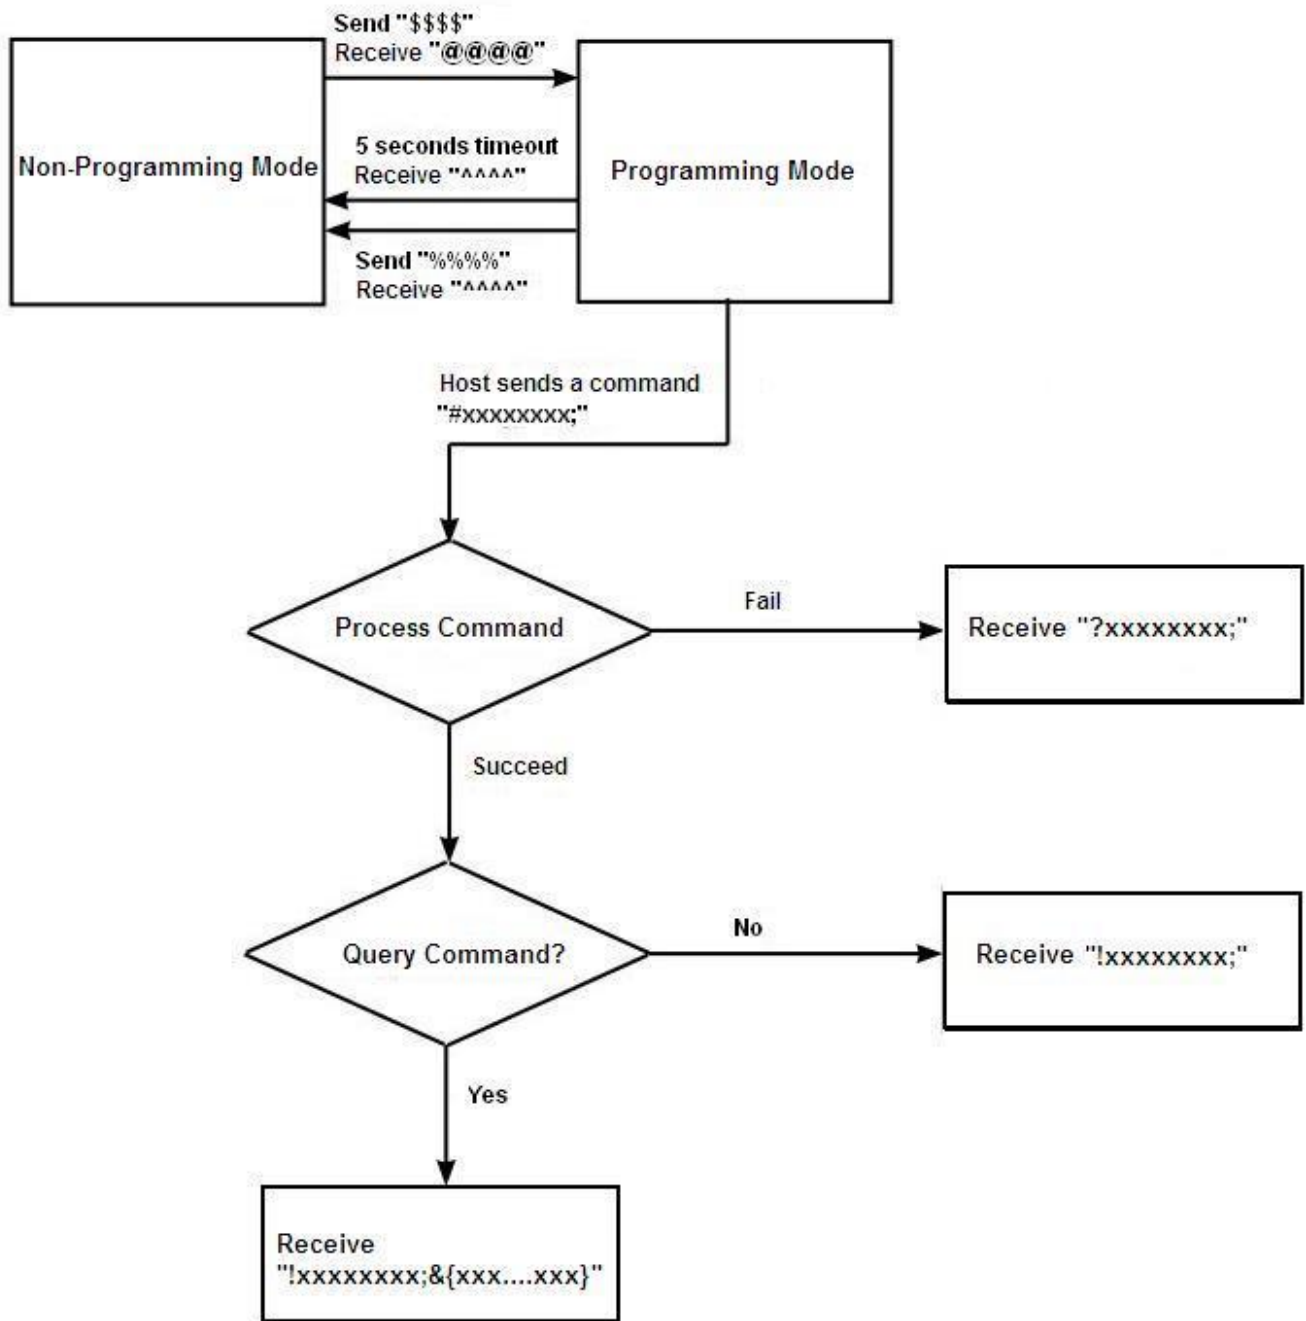 Send "$$$$"
Receive "@@@@"
Non-Programming Mode
5 seconds timeout
Receive "^^^^"
Programming Mode
Send "%%%%"
Receive "^^^^"
Host sends a command
"#xxxxxxxx;"
Process Command
Fail
Receive "?xxxxxxxx;"
Succeed
Query Command?
No
Receive "!xxxxxxxx;"
Yes
Receive
"!xxxxxxxx;&{xxx....xxx}"